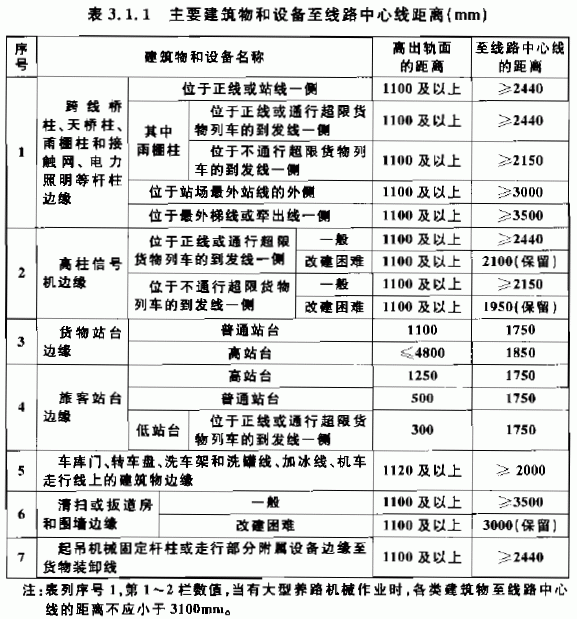 表 3.1.1 主要建筑物和设备至线路中心线距离(mm)
序号 建筑物和设备名称 高出轨面的距离 至线路中心线的距离
1 跨线桥柱、天桥柱、雨棚柱和接触网、电力照明等杆柱边缘 位于正线或站线一侧 1100 及以上 ≥2440
其中雨棚柱 位于正线或通行超限货物列车的到发线一侧 1100 及以上 ≥2440
位于不通行超限货物列车的到发线一侧 1100 及以上 ≥2150
位于站场最外站线的外侧 1100 及以上 ≥3000
位于最外梯线或牵出线一侧 1100 及以上 ≥3500
2 高柱信号机边缘 位于正线或通行超限货物列车的到发线一侧 一般 1100 及以上 ≥2440
改建困难 1100 及以上 2100(保留)
位于不通行超限货物列车的到发线一侧 一般 1100 及以上 ≥2150
改建困难 1100 及以上 1950(保留)
3 货物站台边缘 普通站台 1100 1750
高站台 ≤4800 1850
4 旅客站台边缘 高站台 1250 1750
普通站台 500 1750
低站台 位于正线或通行超限货物列车的到发线一侧 300 1750
5 车库门、转车盘、洗车架和洗罐线、加冰线、机车走行线上的建筑物边缘 1120 及以上 ≥ 2000
6 清扫或扳道房和围墙边缘 一般 1100 及以上 ≥3500
改建困难 1100 及以上 3000(保留)
7 起吊机械固定杆柱或走行部分附属设备边缘至货物装卸线 1100 及以上 ≥2440
注:表列序号 1,第 1～2 栏数值,当有大型养路机械作业时,各类建筑物至线路中心
线的距离不应小于 3100mm。